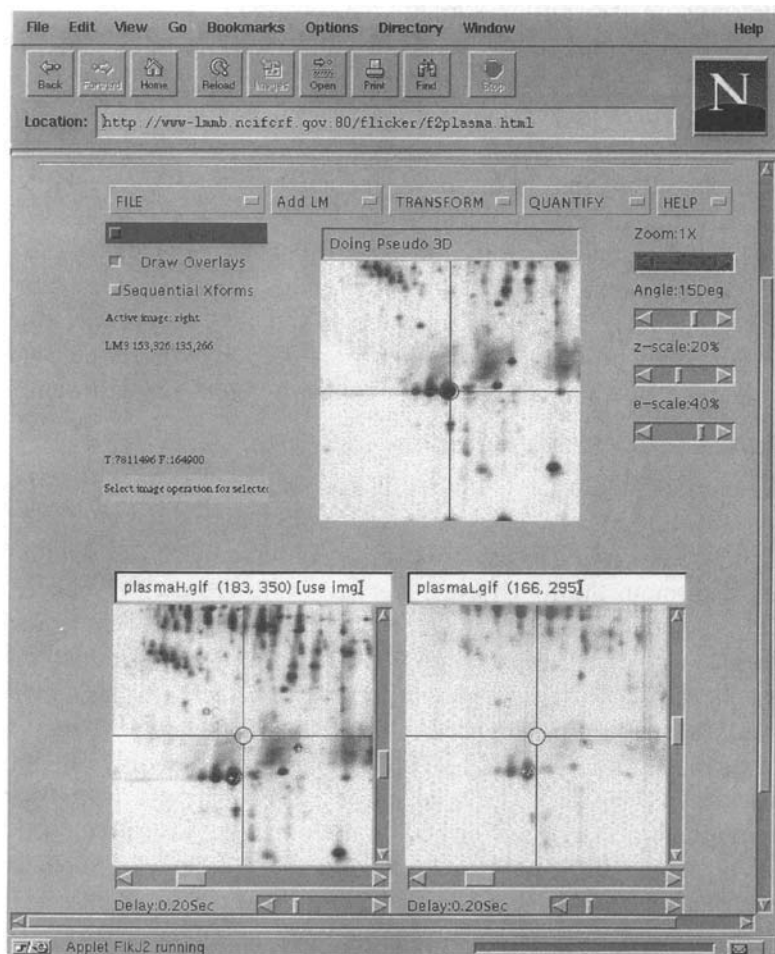 File Edit View Go Bookmarks Options Directory Window Help
Back Forward Home Reload Images Open Print Find Stop
N
Location: http://www-lmmb.ncifcrf.gov:80/flicker/f2plasma.html
FILE Add LM TRANSFORM QUANTIFY HELP
Draw Overlays
Sequential Xforms
Active image: right
LM9 153,326:135,266
T:7811496 F:164900
Select image operation for selecte
Doing Pseudo 3D
Zoom:1X
Angle:15Deg
z-scale:20%
e-scale:40%
plasmaH.gif (183, 350) [use img]
plasmaL.gif (166, 295)
Delay:0.20Sec
Delay:0.20Sec
Applet FlkJ2 running